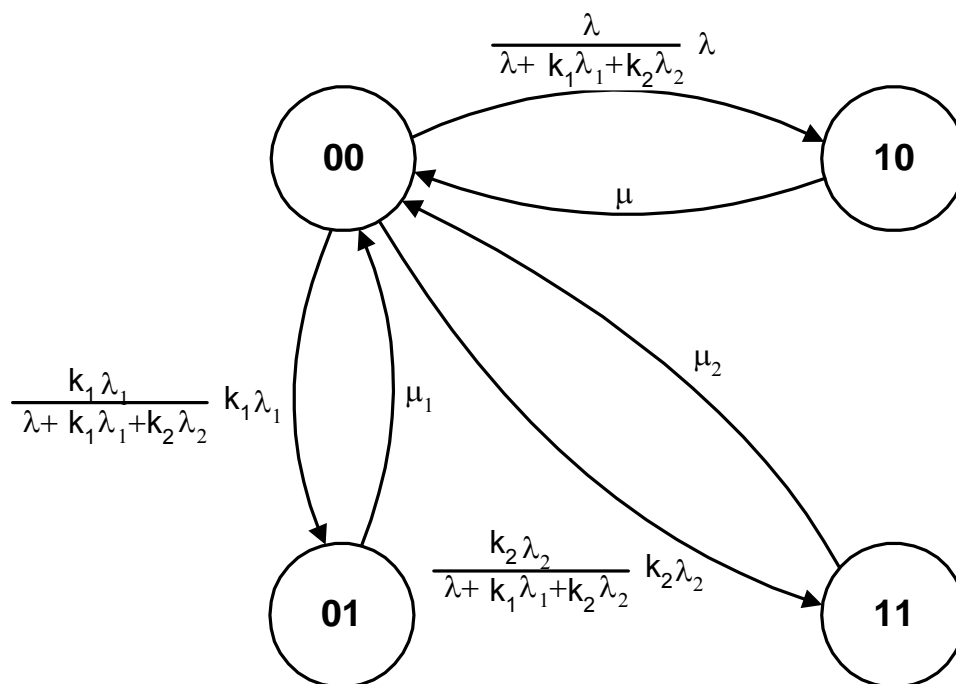 λ
λ+ k₁λ₁+k₂λ₂ λ
00
10
μ
μ₂
k₁λ₁
λ+ k₁λ₁+k₂λ₂ k₁λ₁
μ₁
k₂λ₂
λ+ k₁λ₁+k₂λ₂ k₂λ₂
01
11